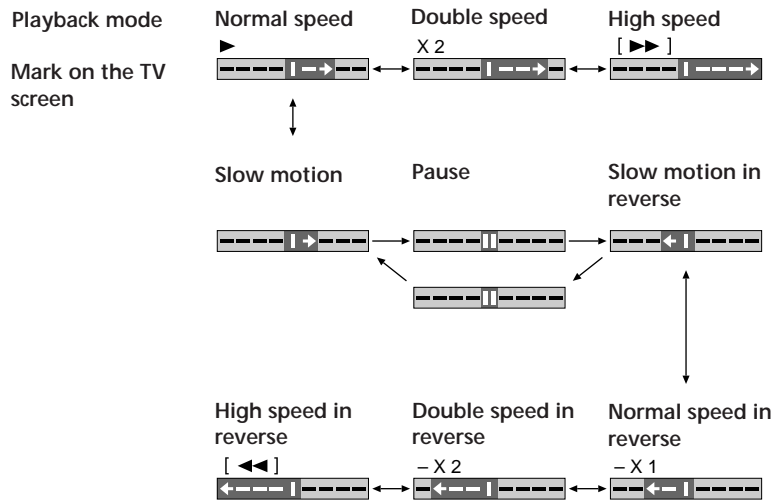 Playback mode
Normal speed
Double speed
High speed
▶
X 2
[ ▶▶ ]
Mark on the TV
screen
Slow motion
Pause
Slow motion in
reverse
High speed in
reverse
Double speed in
reverse
Normal speed in
reverse
[ ◀◀ ]
– X 2
– X 1